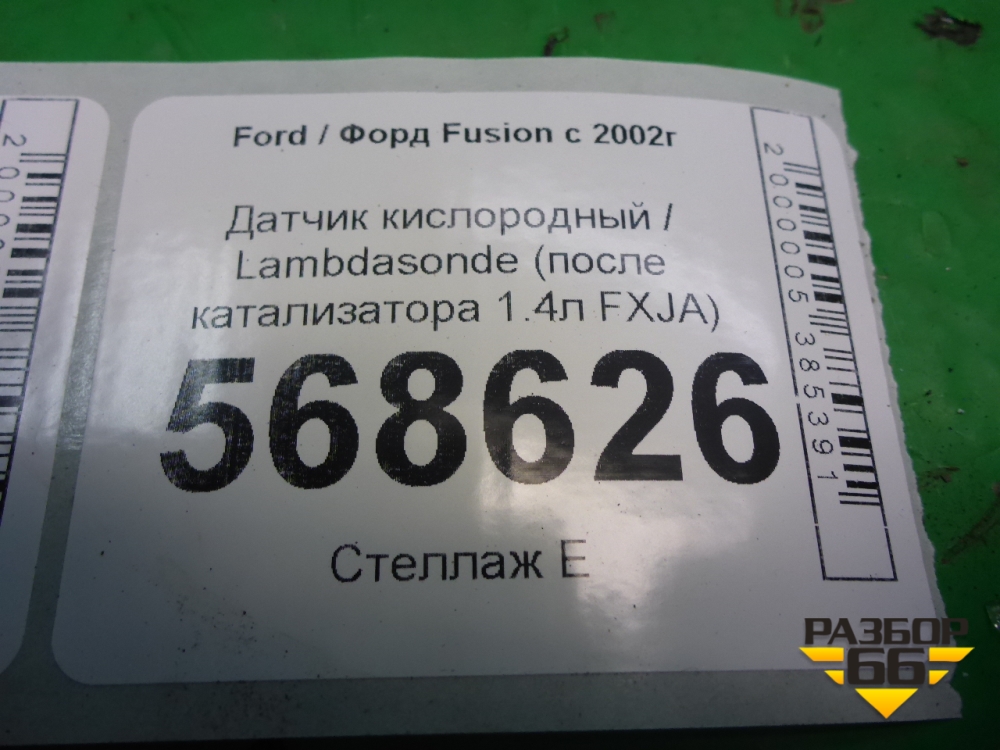 Ford / Форд Fusion с 2002г
Датчик кислородный /
Lambdasonde (после
катализатора 1.4л FXJA)
568626
Стеллаж E
2000005385391
РАЗБОР
66